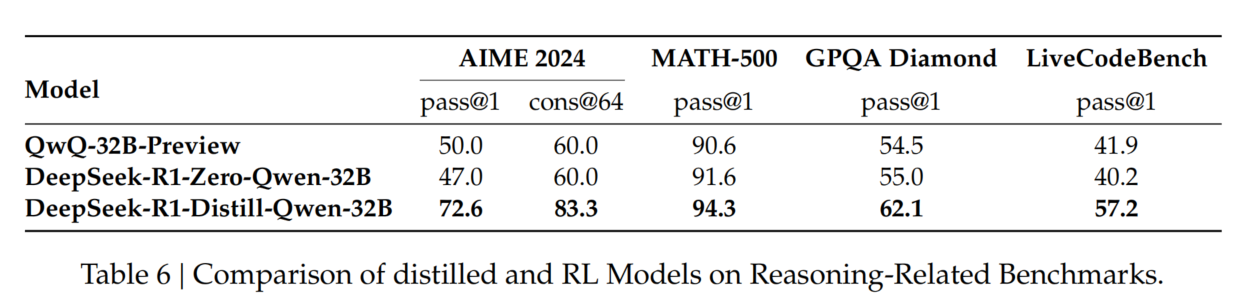 AIME 2024 MATH-500 GPQA Diamond LiveCodeBench
Model
pass@1 cons@64 pass@1 pass@1 pass@1
QwQ-32B-Preview 50.0 60.0 90.6 54.5 41.9
DeepSeek-R1-Zero-Qwen-32B 47.0 60.0 91.6 55.0 40.2
DeepSeek-R1-Distill-Qwen-32B 72.6 83.3 94.3 62.1 57.2
Table 6 | Comparison of distilled and RL Models on Reasoning-Related Benchmarks.